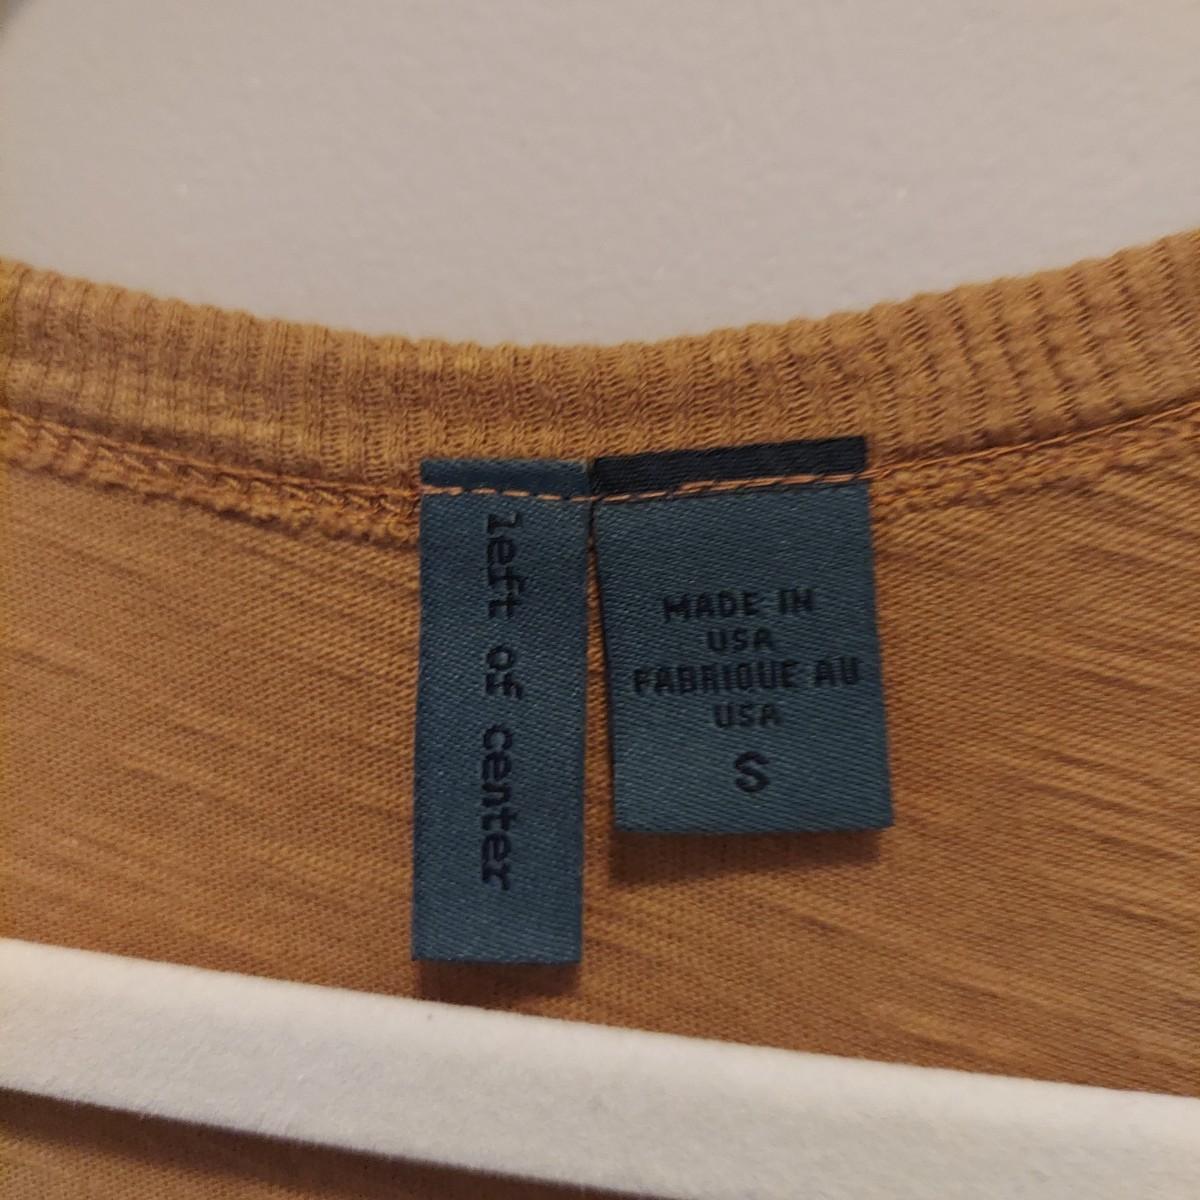 left of center
MADE IN
USA
FABRIQUE AU
USA
S